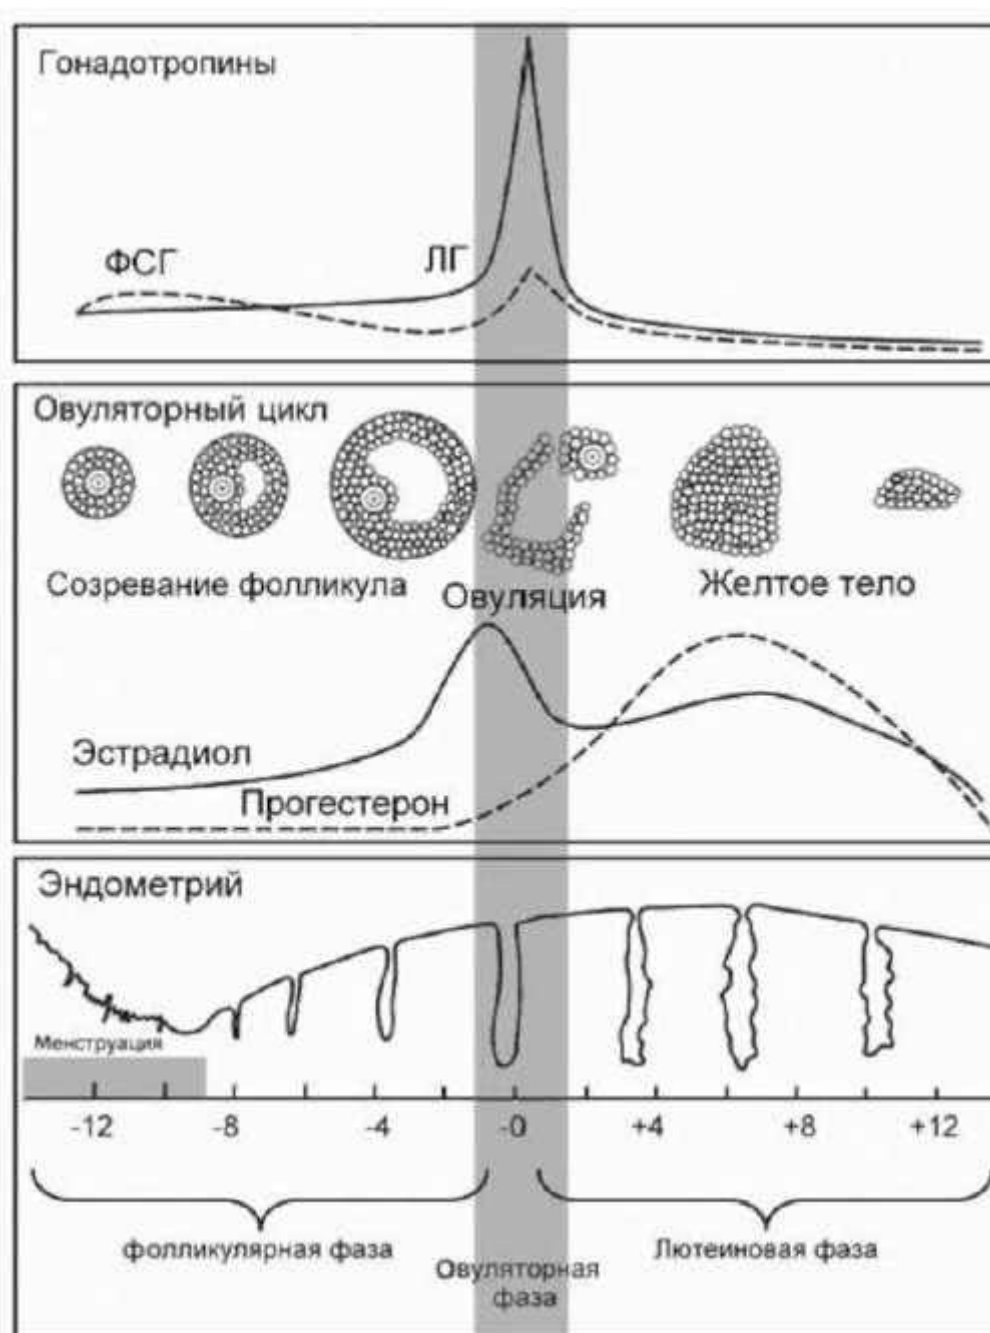 Гонадотропины
ФСГ
ЛГ
Овуляторный цикл
Созревание фолликула
Овуляция
Желтое тело
Эстрадиол
Прогестерон
Эндометрий
Менструация
-12 -8 -4 -0 +4 +8 +12
фолликулярная фаза
Лютеиновая фаза
Овуляторная
фаза